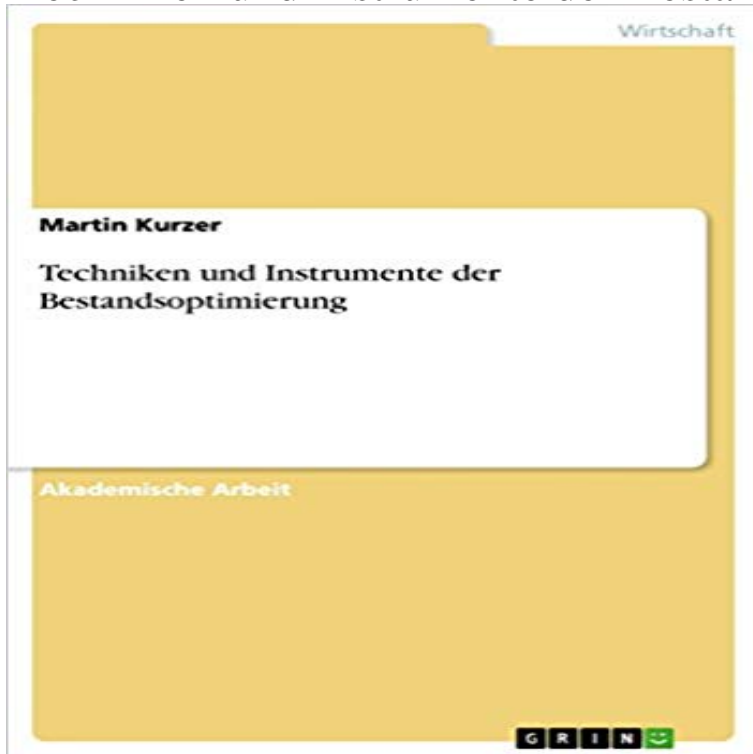 Wirtschaft
Martin Kurzer
Techniken und Instrumente der
Bestandsoptimierung
Akademische Arbeit
GRIN